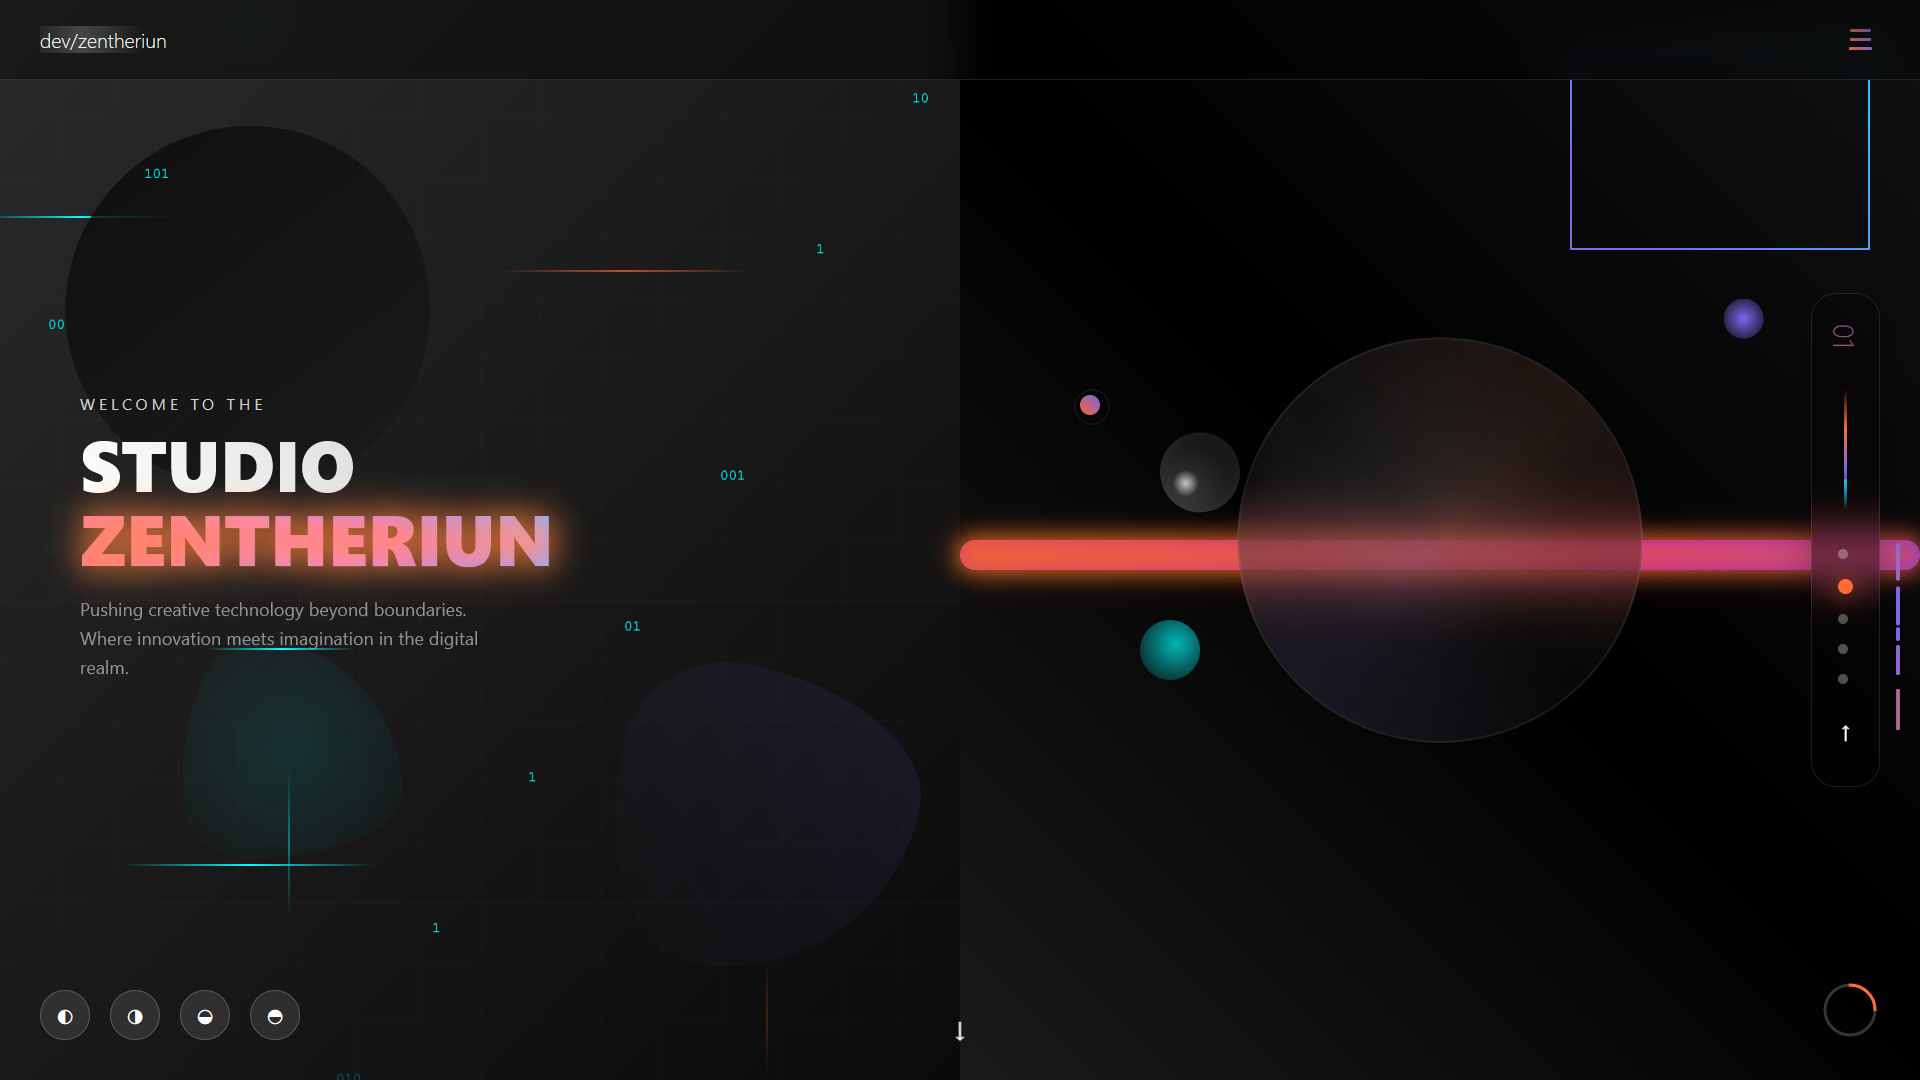 dev/zentheriun
10
101
1
00
01
WELCOME TO THE
STUDIO
ZENTHERIUN
001
Pushing creative technology beyond boundaries.
Where innovation meets imagination in the digital
realm.
01
1
↑
1
↓
010